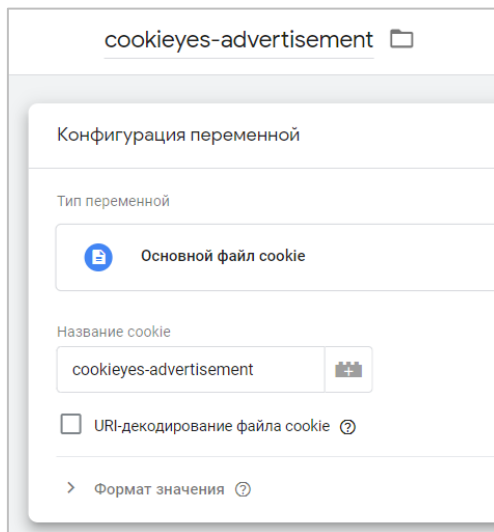 cookieyes-advertisement
Конфигурация переменной
Тип переменной
Основной файл cookie
Название cookie
cookieyes-advertisement
URI-декодирование файла cookie
Формат значения